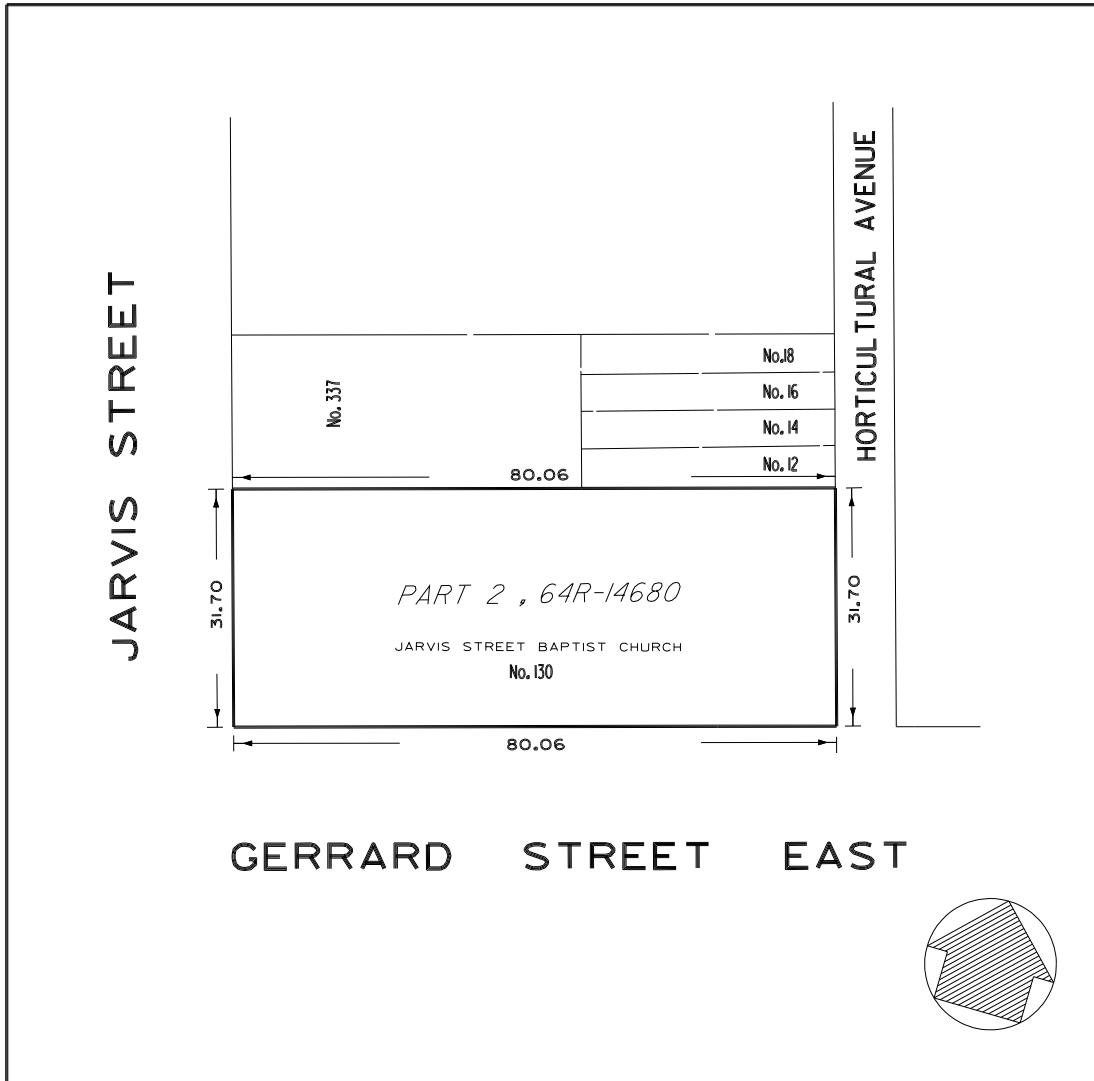 JARVIS STREET
HORTICULTURAL AVENUE
No.18
No.16
No.337
No.14
No.12
80.06
31.70
PART 2 , 64R-14680
31.70
JARVIS STREET BAPTIST CHURCH
No.130
80.06
GERRARD STREET EAST